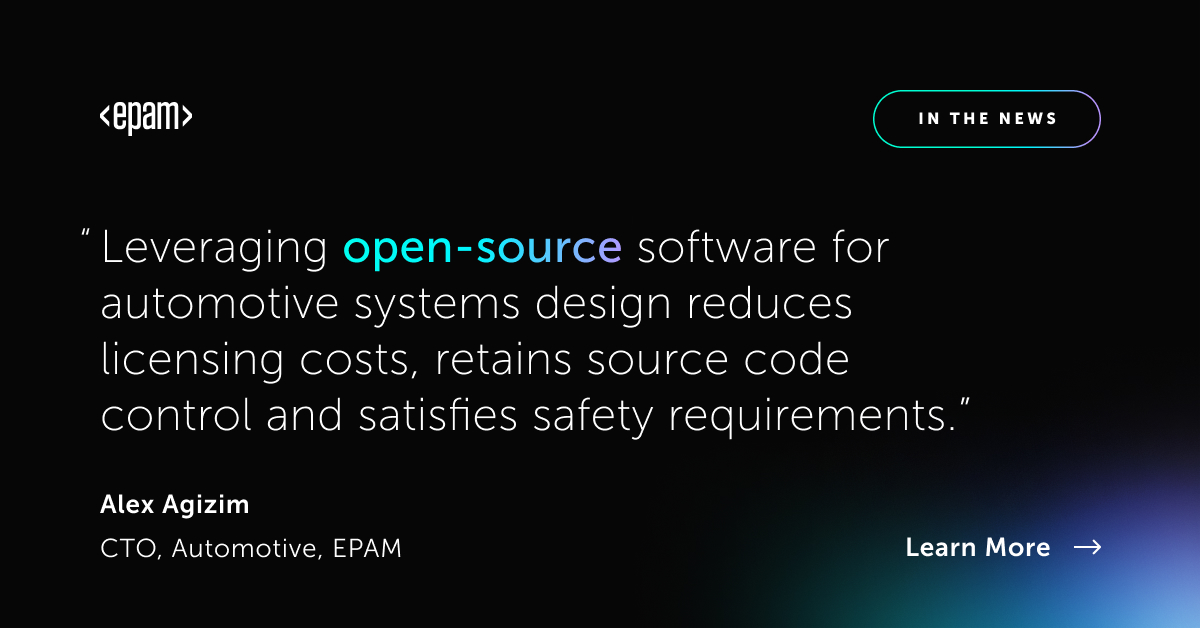 <epam>
IN THE NEWS
“Leveraging open-source software for
automotive systems design reduces
licensing costs, retains source code
control and satisfies safety requirements.”
Alex Agizim
CTO, Automotive, EPAM
Learn More →